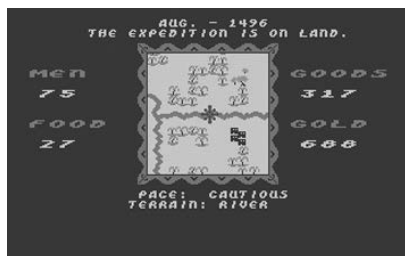 AUG. - 1496
THE EXPEDITION IS ON LAND.
MEN
75
GOODS
317
FOOD
27
GOLD
688
PACE: CAUTIOUS
TERRAIN: RIVER